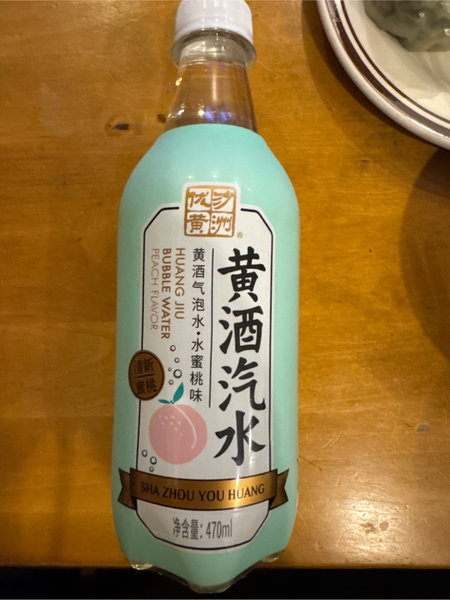 沙洲
优黄
®
黄酒汽水
黄酒气泡水·水蜜桃味
HUANG JIU
BUBBLE WATER
PEACH FLAVOR
清新
蜜桃
SHA ZHOU YOU HUANG
净含量: 470ml